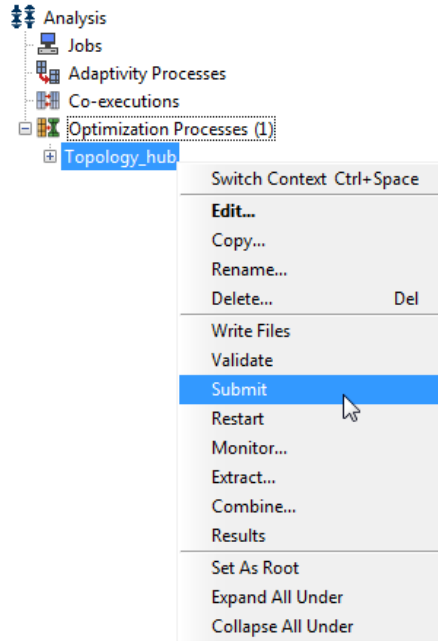 Analysis
Jobs
Adaptivity Processes
Co-executions
Optimization Processes (1)
Topology_hub
Switch Context Ctrl+Space
Edit...
Copy...
Rename...
Delete... Del
Write Files
Validate
Submit
Restart
Monitor...
Extract...
Combine...
Results
Set As Root
Expand All Under
Collapse All Under